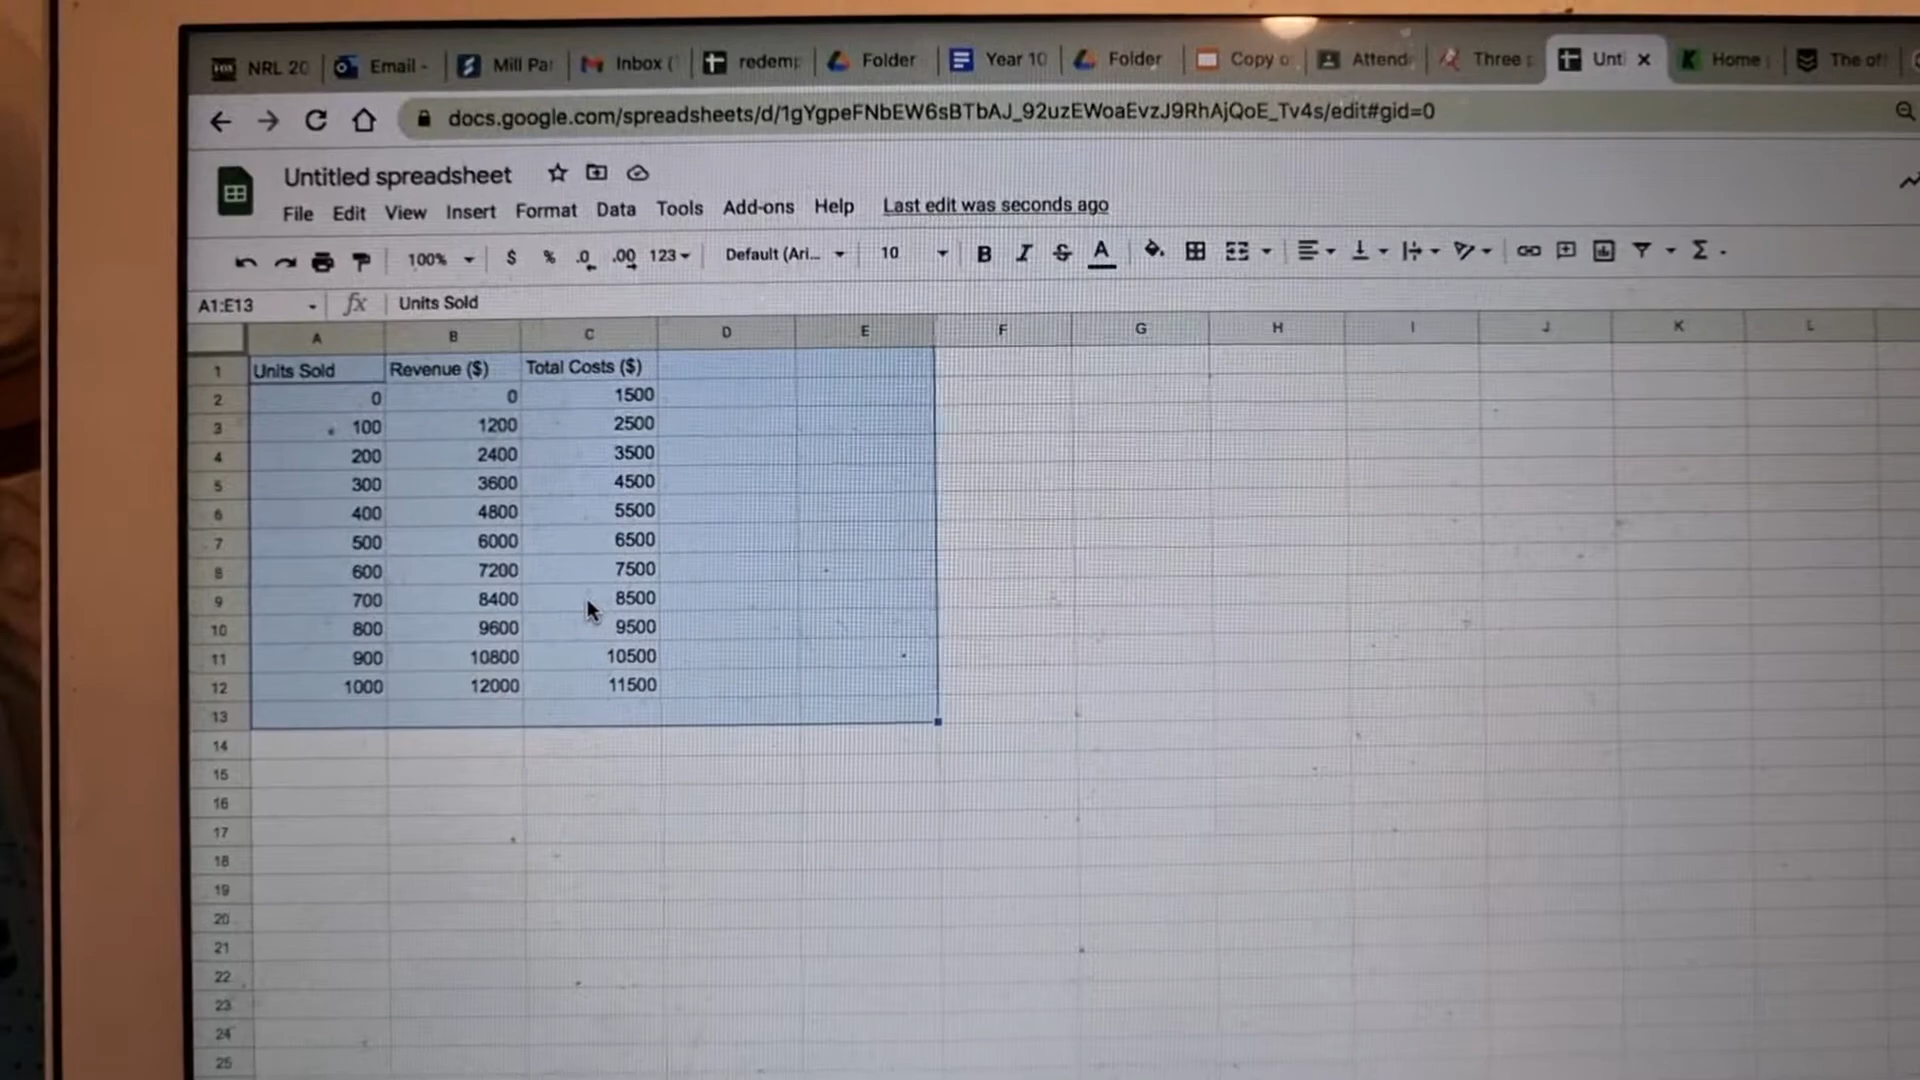 NRL 20 Email - Mill Par Inbox ( redemp Folder Year 10 Folder Copy o Attend Three Unti Home The of
docs.google.com/spreadsheets/d/1gYgpeFNbEW6sBTbAJ_92uzEWoaEvzJ9RhAjQoE_Tv4s/edit#gid=0
Untitled spreadsheet
File Edit View Insert Format Data Tools Add-ons Help Last edit was seconds ago
100% $ % .0 .00 123 Default (Ari... 10 B I S A Σ
A1:E13 fx Units Sold
A B C D E F G H I J K L
1 Units Sold Revenue ($) Total Costs ($)
2 0 0 1500
3 100 1200 2500
4 200 2400 3500
5 300 3600 4500
6 400 4800 5500
7 500 6000 6500
8 600 7200 7500
9 700 8400 8500
10 800 9600 9500
11 900 10800 10500
12 1000 12000 11500
13
14
15
16
17
18
19
20
21
22
23
24
25